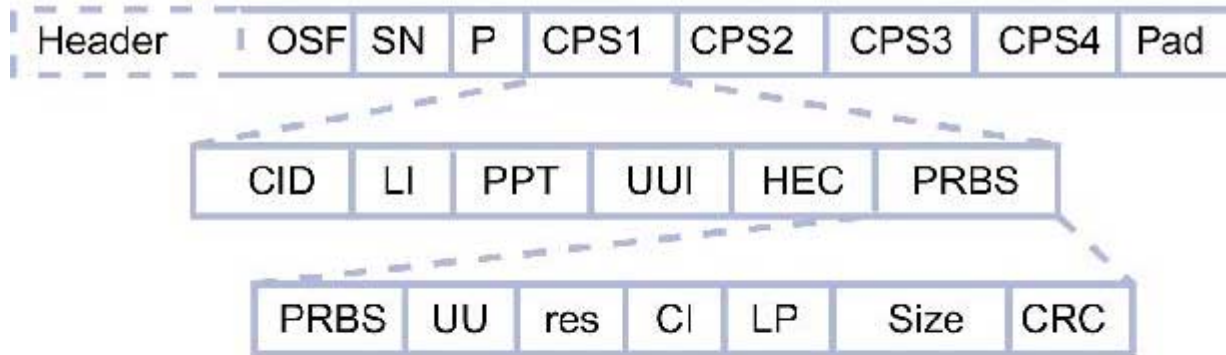 Header OSF SN P CPS1 CPS2 CPS3 CPS4 Pad
CID LI PPT UUI HEC PRBS
PRBS UU res CI LP Size CRC